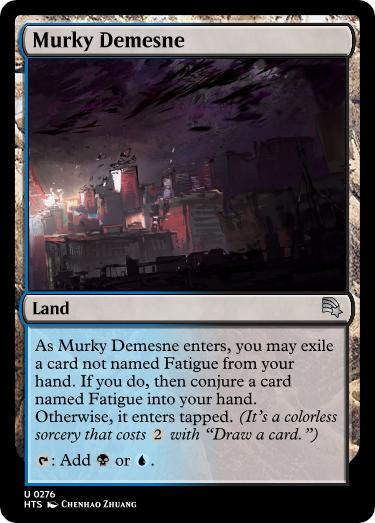 Murky Demesne
Land
As Murky Demesne enters, you may exile
a card not named Fatigue from your
hand. If you do, then conjure a card
named Fatigue into your hand.
Otherwise, it enters tapped. (It's a colorless
sorcery that costs 2 with “Draw a card.”)
: Add or .
U 0276
HTS Chenhao Zhuang